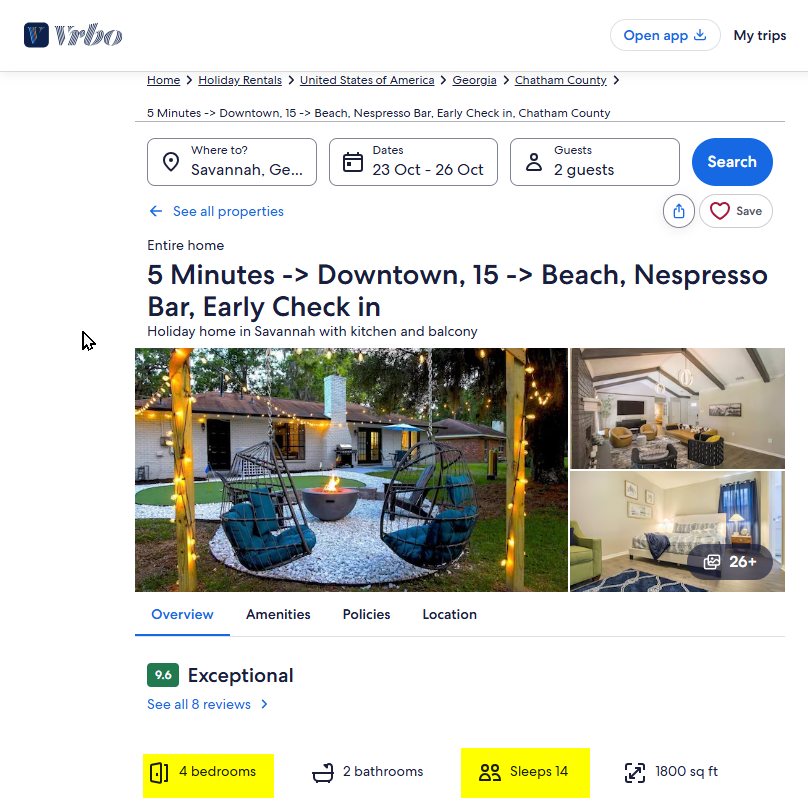 Vrbo
Open app
My trips
Home > Holiday Rentals > United States of America > Georgia > Chatham County >
5 Minutes -> Downtown, 15 -> Beach, Nespresso Bar, Early Check in, Chatham County
Where to?
Savannah, Ge...
Dates
23 Oct - 26 Oct
Guests
2 guests
Search
See all properties
Save
Entire home
5 Minutes -> Downtown, 15 -> Beach, Nespresso
Bar, Early Check in
Holiday home in Savannah with kitchen and balcony
26+
Overview
Amenities
Policies
Location
9.6 Exceptional
See all 8 reviews
4 bedrooms
2 bathrooms
Sleeps 14
1800 sq ft